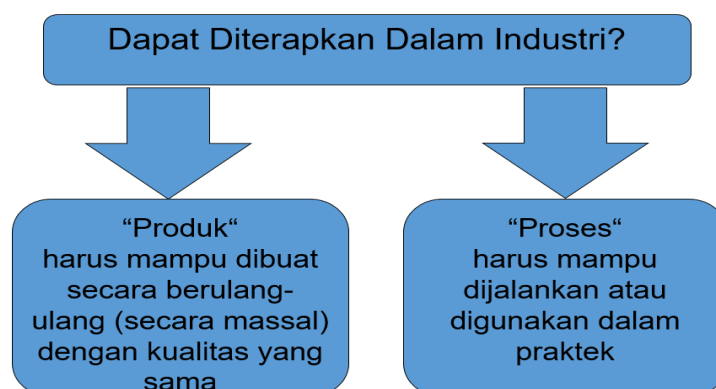 Dapat Diterapkan Dalam Industri?
“Produk“
harus mampu dibuat
secara berulang-
ulang (secara massal)
dengan kualitas yang
sama
“Proses“
harus mampu
dijalankan atau
digunakan dalam
praktek